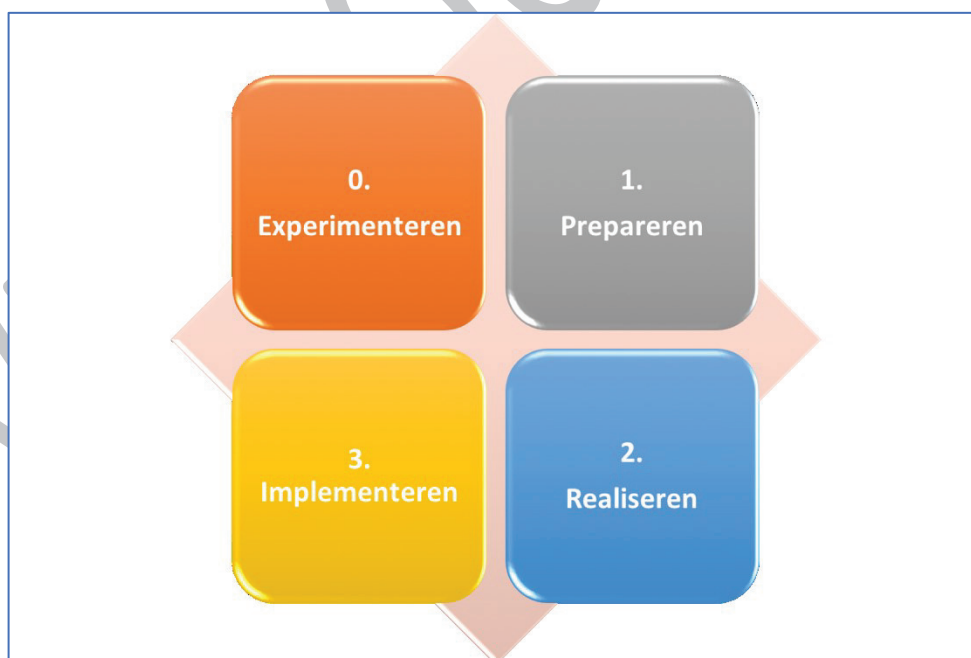 0.
Experimenteren
1.
Prepareren
3.
Implementeren
2.
Realiseren